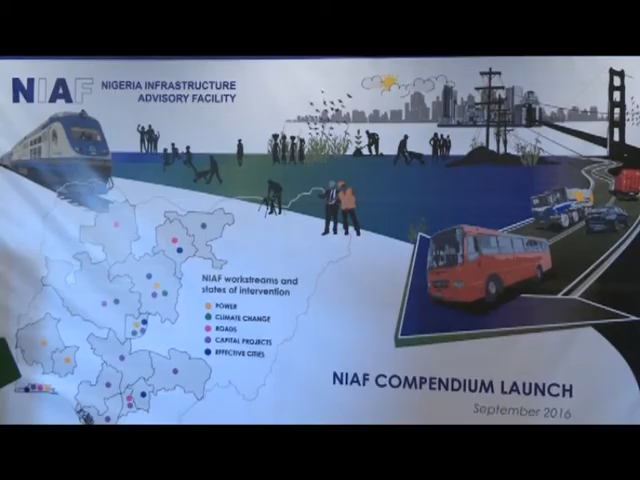 NIAF
NIGERIA INFRASTRUCTURE
ADVISORY FACILITY
NIAF workstreams and
states of intervention
POWER
CLIMATE CHANGE
ROADS
CAPITAL PROJECTS
EFFECTIVE CITIES
NIAF COMPENDIUM LAUNCH
September 2016